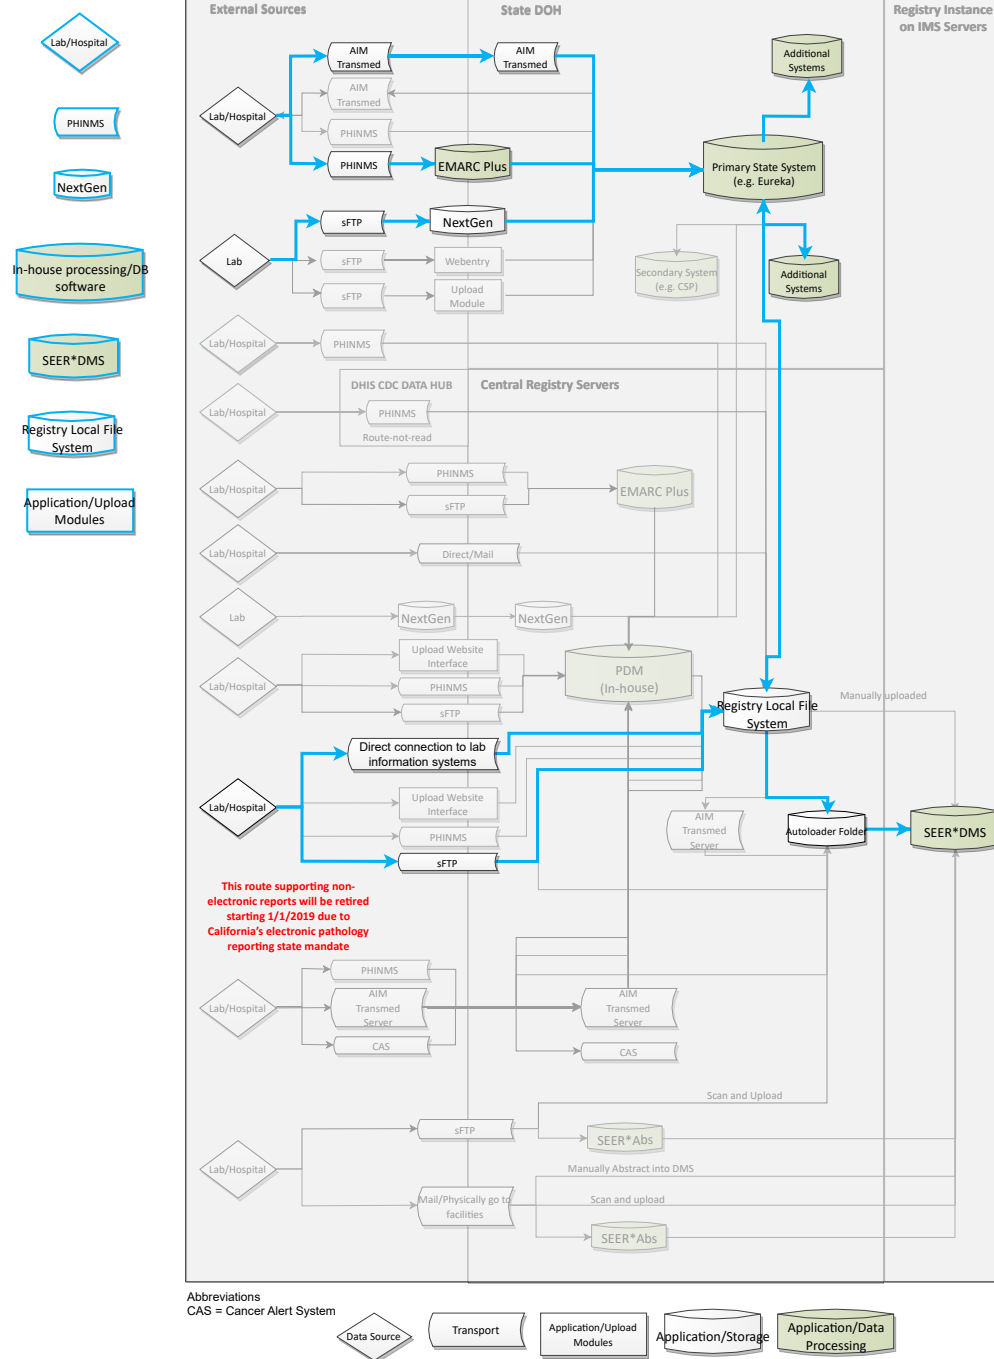 External Sources
State DOH
Registry Instance
on IMS Servers
Lab/Hospital
PHINMS
NextGen
In-house processing/DB
software
SEER*DMS
Registry Local File
System
Application/Upload
Modules
AIM
Transmed
AIM
Transmed
Additional
Systems
AIM
Transmed
Lab/Hospital
PHINMS
PHINMS
EMARC Plus
Primary State System
(e.g. Eureka)
sFTP
NextGen
Lab
sFTP
Webentry
Secondary System
(e.g. CSP)
Additional
Systems
sFTP
Upload
Module
Lab/Hospital
PHINMS
DHIS CDC DATA HUB
Central Registry Servers
Lab/Hospital
PHINMS
Route-not-read
Lab/Hospital
PHINMS
sFTP
EMARC Plus
Lab/Hospital
Direct/Mail
Lab
NextGen
NextGen
Upload Website
Interface
Lab/Hospital
PHINMS
sFTP
PDM
(In-house)
Registry Local File
System
Manually uploaded
Direct connection to lab
information systems
Lab/Hospital
Upload Website
Interface
PHINMS
sFTP
AIM
Transmed
Server
Autoloader Folder
SEER*DMS
This route supporting non-
electronic reports will be retired
starting 1/1/2019 due to
California's electronic pathology
reporting state mandate
PHINMS
Lab/Hospital
AIM
Transmed
Server
CAS
AIM
Transmed
Server
CAS
Scan and Upload
sFTP
SEER*Abs
Lab/Hospital
Manually Abstract into DMS
Mail/Physically go to
facilities
Scan and upload
SEER*Abs
Abbreviations
CAS = Cancer Alert System
Data Source
Transport
Application/Upload
Modules
Application/Storage
Application/Data
Processing